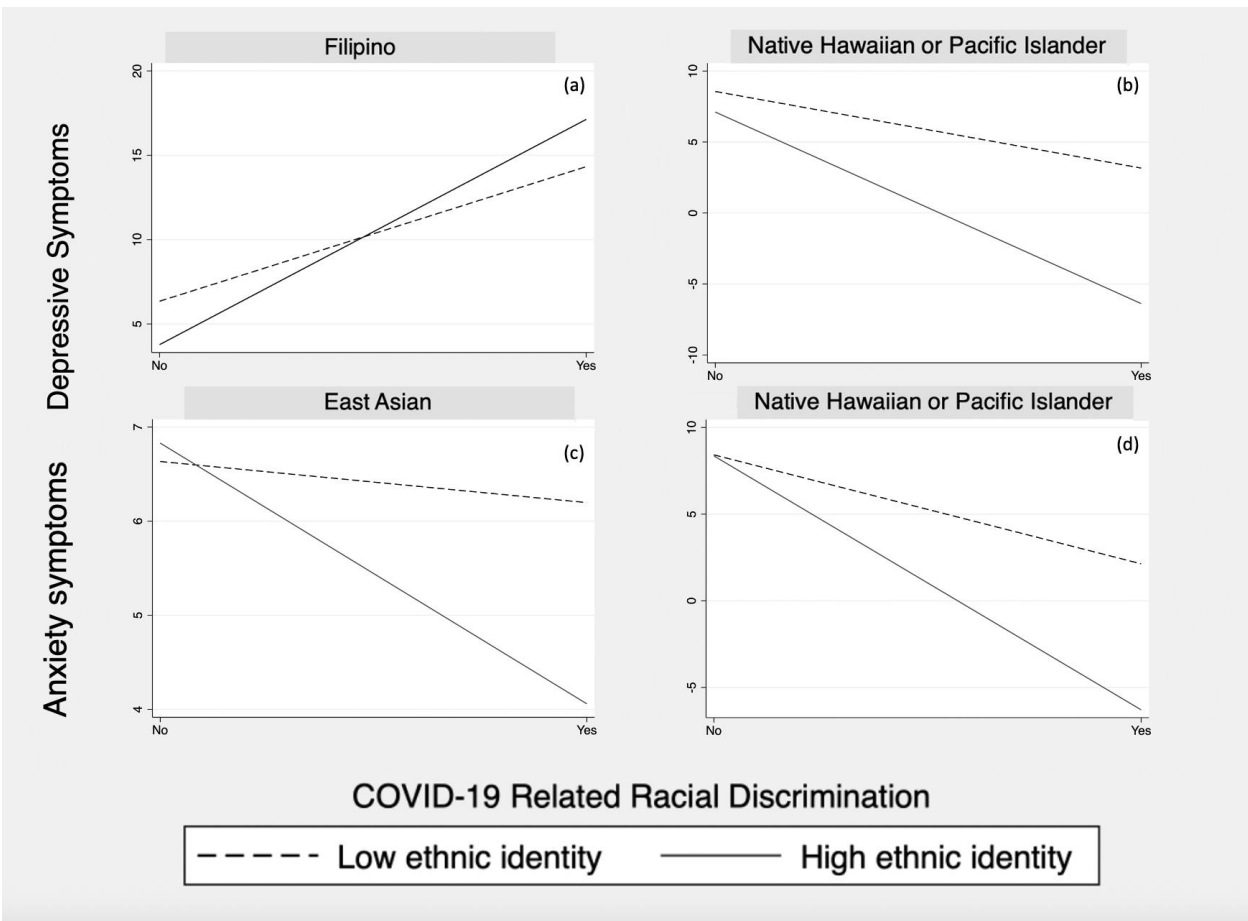 Filipino
Native Hawaiian or Pacific Islander
Depressive Symptoms
20
15
10
5
(a)
No
Yes
10
5
0
-5
-10
(b)
No
Yes
East Asian
Native Hawaiian or Pacific Islander
Anxiety symptoms
7
6
5
4
(c)
No
Yes
10
5
0
-5
(d)
No
Yes
COVID-19 Related Racial Discrimination
Low ethnic identity
High ethnic identity